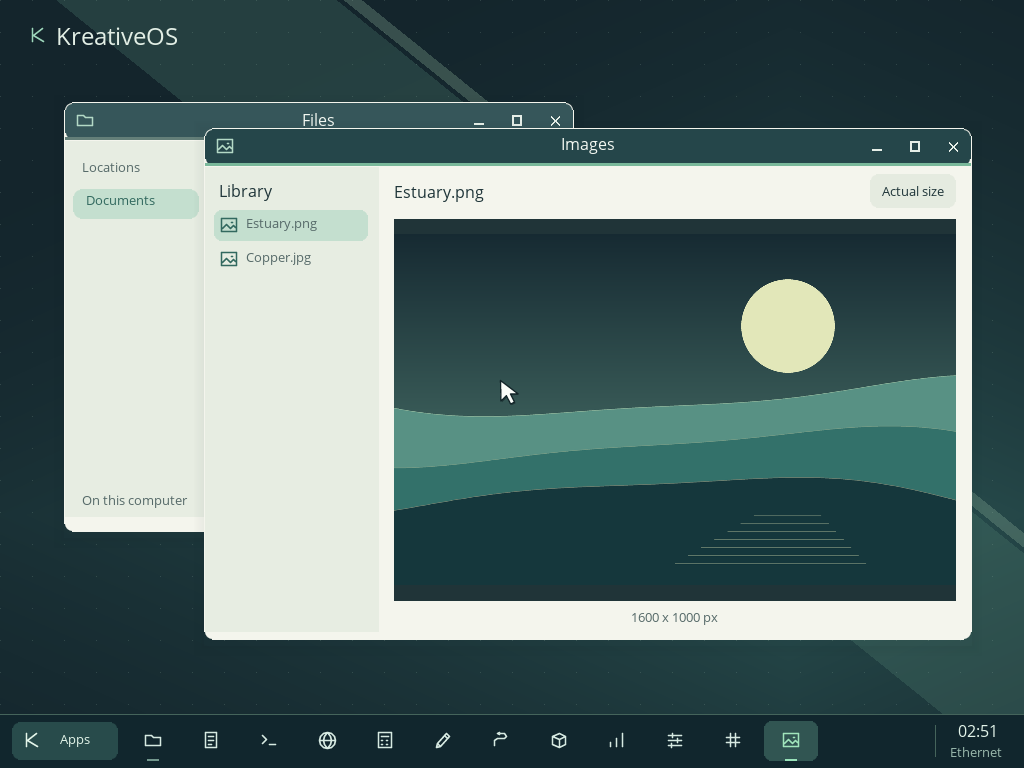 KreativeOS
Files
Images
Locations
Documents
On this computer
Library
Estuary.png
Copper.jpg
Estuary.png
Actual size
1600 x 1000 px
Apps
02:51
Ethernet